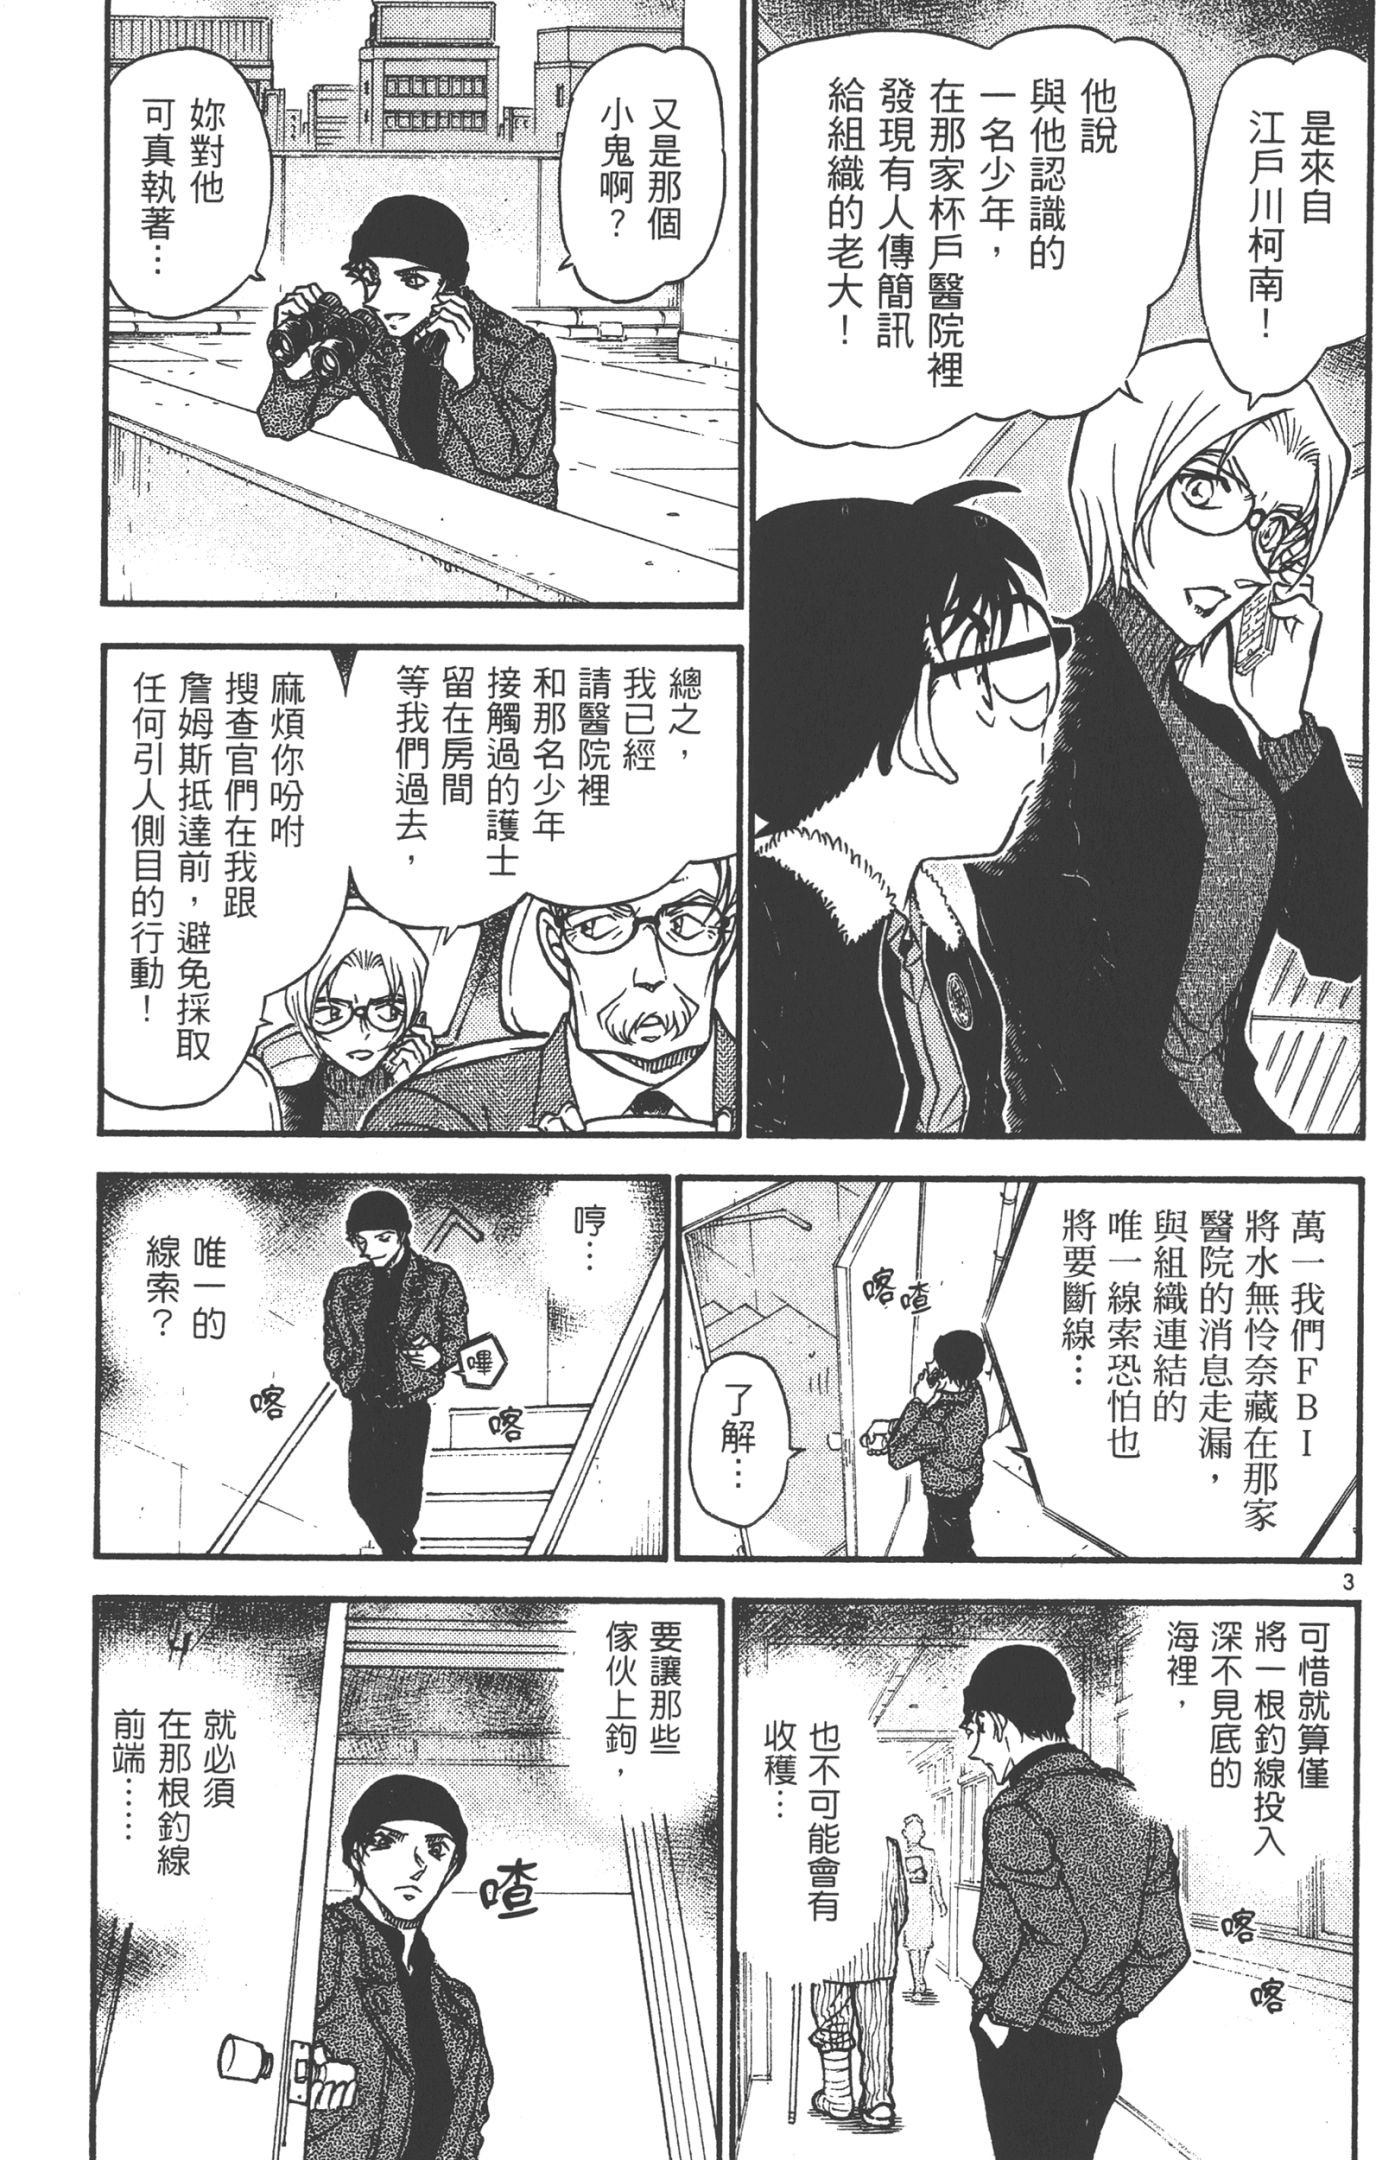 是來自
江戶川柯南！
他說
與他認識的
一名少年，
在那家杯戶醫院裡
發現有人傳簡訊
給組織的老大！
又是那個
小鬼啊？
妳對他
可真執著…
總之，
我已經
請醫院裡
和那名少年
接觸過的護士
留在房間
等我們過去，
麻煩你吩咐
搜查官們在我跟
詹姆斯抵達前，避免採取
任何引人側目的行動！
萬一我們FBI
將水無怜奈藏在那家
醫院的消息走漏，
與組織連結的
唯一線索恐怕也
將要斷線…
喀喳
了解…
哼…
嗶
喀
喀
唯一的
線索？
3
可惜就算僅
將一根釣線投入
深不見底的
海裡，
也不可能會有
收穫…
喀
喀
要讓那些
傢伙上鉤，
喳
就必須
在那根釣線
前端……